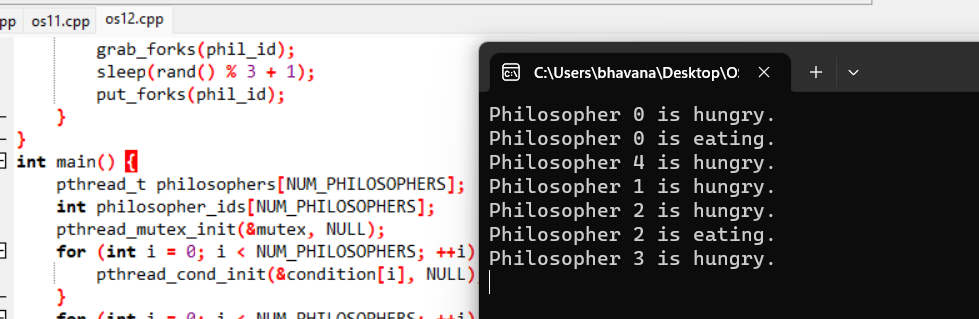 pp os11.cpp os12.cpp
grab_forks(phil_id);
sleep(rand() % 3 + 1);
put_forks(phil_id);
}
}
int main() {
pthread_t philosophers[NUM_PHILOSOPHERS];
int philosopher_ids[NUM_PHILOSOPHERS];
pthread_mutex_init(&mutex, NULL);
for (int i = 0; i < NUM_PHILOSOPHERS; ++i)
pthread_cond_init(&condition[i], NULL)
}
for (int i = 0; i < NUM_PHILOSOPHERS; ++i)
C:\Users\bhavana\Desktop\O
Philosopher 0 is hungry.
Philosopher 0 is eating.
Philosopher 4 is hungry.
Philosopher 1 is hungry.
Philosopher 2 is hungry.
Philosopher 2 is eating.
Philosopher 3 is hungry.